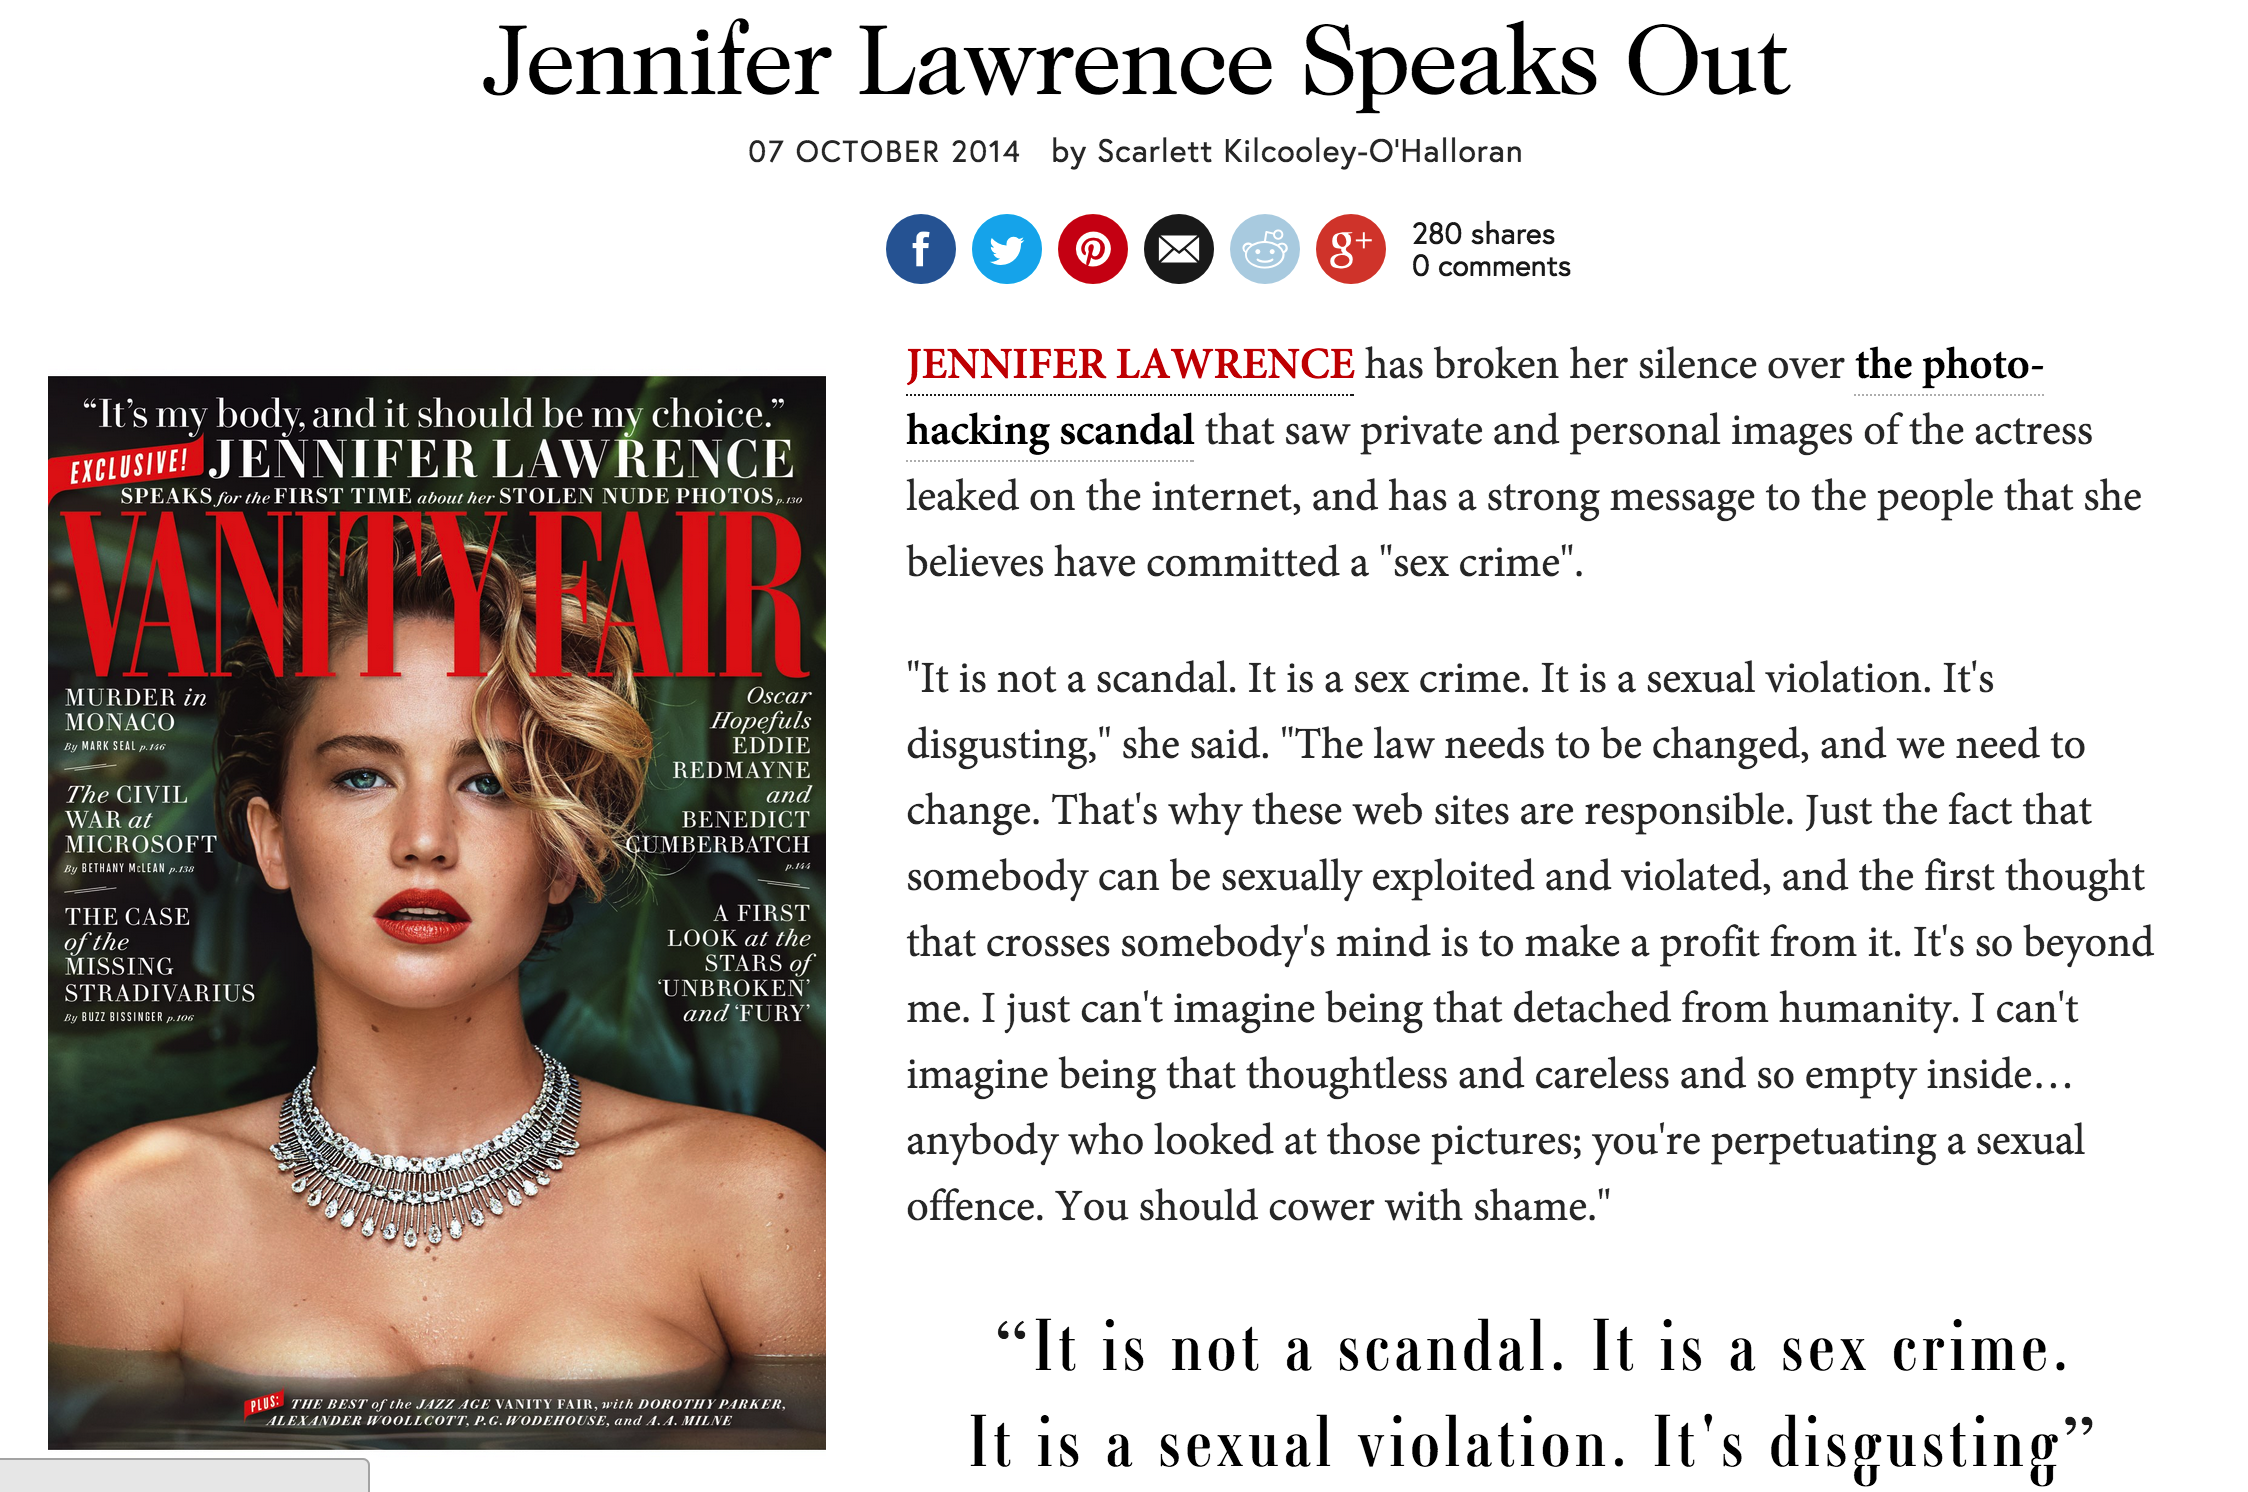 Jennifer Lawrence Speaks Out
07 OCTOBER 2014 by Scarlett Kilcooley-O'Halloran
f
g+
280 shares
0 comments
“It’s my body, and it should be my choice.”
EXCLUSIVE! JENNIFER LAWRENCE
SPEAKS for the FIRST TIME about her STOLEN NUDE PHOTOS p.130
VANITY FAIR
MURDER in
MONACO
By MARK SEAL p.146
The CIVIL
WAR at
MICROSOFT
By BETHANY McLEAN p.138
THE CASE
of the
MISSING
STRADIVARIUS
By BUZZ BISSINGER p.106
Oscar
Hopefuls
EDDIE
REDMAYNE
and
BENEDICT
CUMBERBATCH
p.144
A FIRST
LOOK at the
STARS of
‘UNBROKEN’
and ‘FURY’
PLUS: THE BEST of the JAZZ AGE VANITY FAIR, with DOROTHY PARKER,
ALEXANDER WOOLLCOTT, P.G. WODEHOUSE, and A.A. MILNE
JENNIFER LAWRENCE has broken her silence over the photo-
hacking scandal that saw private and personal images of the actress
leaked on the internet, and has a strong message to the people that she
believes have committed a "sex crime".
"It is not a scandal. It is a sex crime. It is a sexual violation. It's
disgusting," she said. "The law needs to be changed, and we need to
change. That's why these web sites are responsible. Just the fact that
somebody can be sexually exploited and violated, and the first thought
that crosses somebody's mind is to make a profit from it. It's so beyond
me. I just can't imagine being that detached from humanity. I can't
imagine being that thoughtless and careless and so empty inside…
anybody who looked at those pictures; you're perpetuating a sexual
offence. You should cower with shame."
“It is not a scandal. It is a sex crime.
It is a sexual violation. It's disgusting”